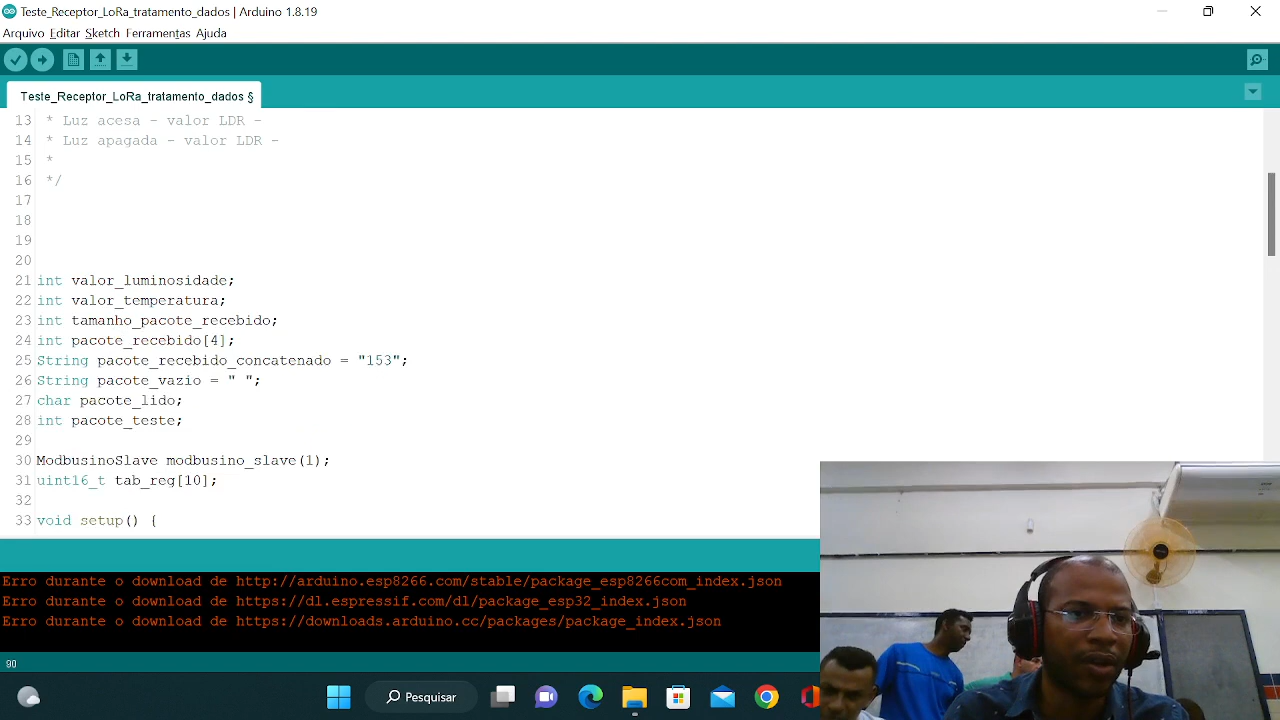 Teste_Receptor_LoRa_tratamento_dados | Arduino 1.8.19
Arquivo Editar Sketch Ferramentas Ajuda
Teste_Receptor_LoRa_tratamento_dados §
13 * Luz acesa - valor LDR -
14 * Luz apagada - valor LDR -
15 *
16 */
17
18
19
20
21 int valor_luminosidade;
22 int valor_temperatura;
23 int tamanho_pacote_recebido;
24 int pacote_recebido[4];
25 String pacote_recebido_concatenado = "153";
26 String pacote_vazio = " ";
27 char pacote_lido;
28 int pacote_teste;
29
30 ModbusinoSlave modbusino_slave(1);
31 uint16_t tab_reg[10];
32
33 void setup() {
Erro durante o download de http://arduino.esp8266.com/stable/package_esp8266com_index.json
Erro durante o download de https://dl.espressif.com/dl/package_esp32_index.json
Erro durante o download de https://downloads.arduino.cc/packages/package_index.json
90
Pesquisar